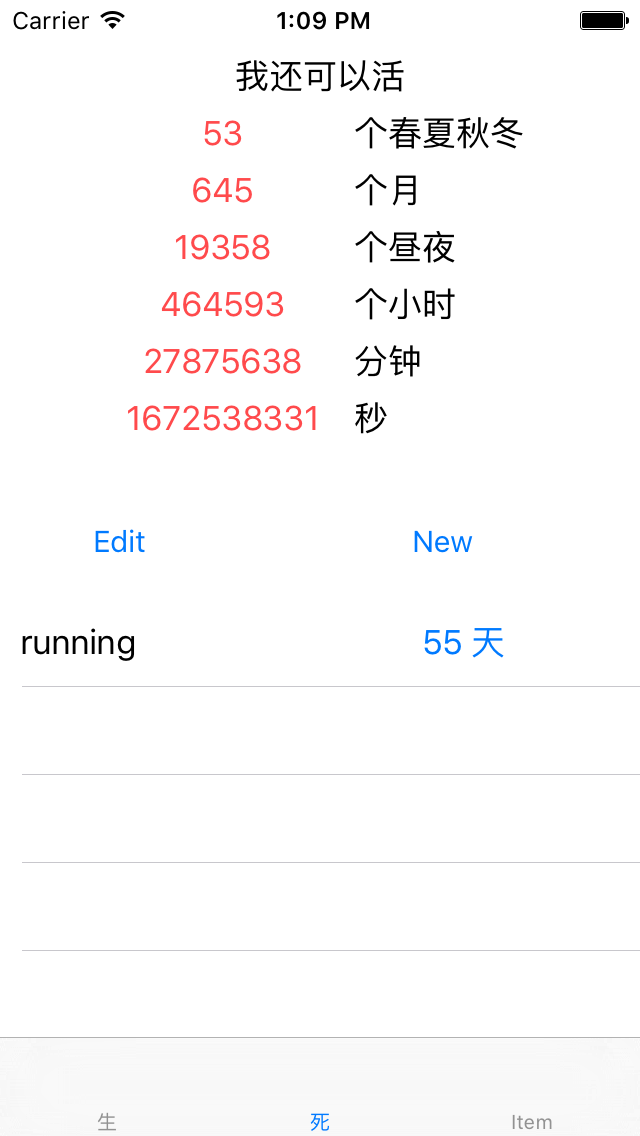 Carrier 1:09 PM
我还可以活
53 个春夏秋冬
645 个月
19358 个昼夜
464593 个小时
27875638 分钟
1672538331 秒
Edit New
running 55 天
生 死 Item